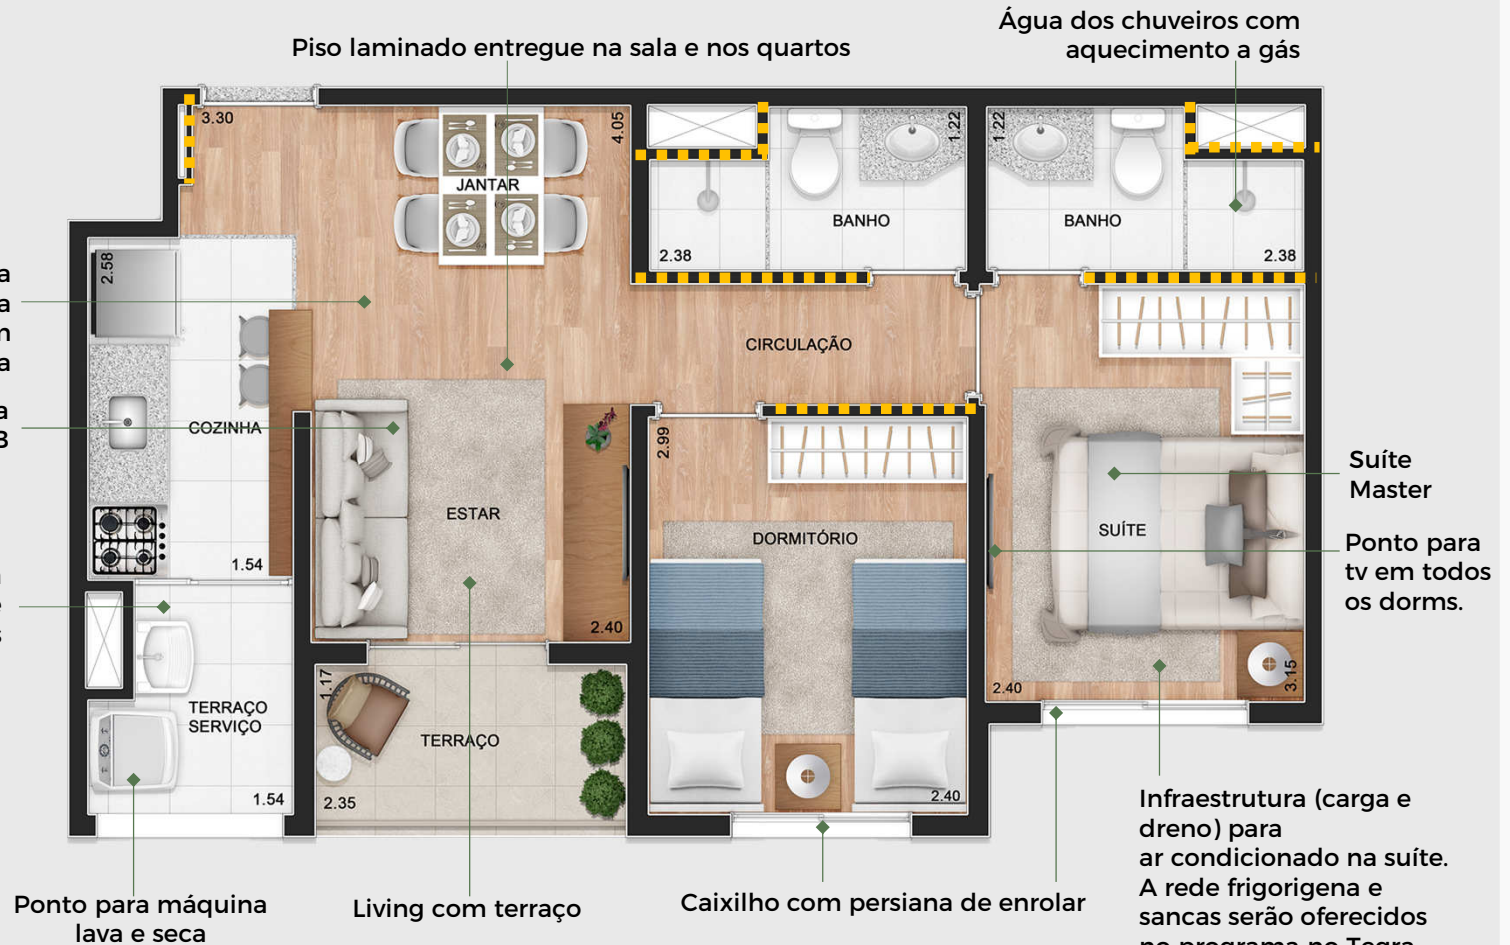 Água dos chuveiros com
aquecimento a gás
Piso laminado entregue na sala e nos quartos
3.30
4.05
1.22
1.22
JANTAR
BANHO
BANHO
2.38
2.38
2.58
a
a
a
a
B
CIRCULAÇÃO
COZINHA
2.99
ESTAR
DORMITÓRIO
SUÍTE
Suíte
Master
Ponto para
tv em todos
os dorms.
1.54
2.40
1.17
2.40
3.15
TERRAÇO
SERVIÇO
TERRAÇO
1.54
2.35
2.40
Ponto para máquina
lava e seca
Living com terraço
Caixilho com persiana de enrolar
Infraestrutura (carga e
dreno) para
ar condicionado na suíte.
A rede frigorigena e
sancas serão oferecidos
no programa no Tegra